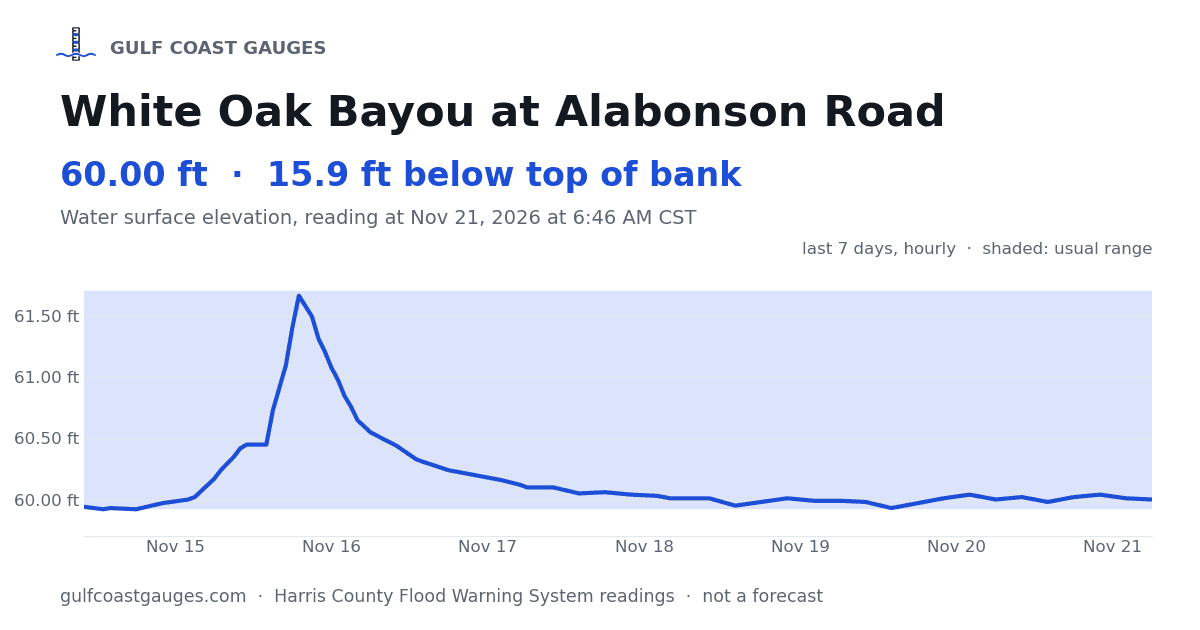 GULF COAST GAUGES
White Oak Bayou at Alabonson Road
60.00 ft · 15.9 ft below top of bank
Water surface elevation, reading at Nov 21, 2026 at 6:46 AM CST
last 7 days, hourly · shaded: usual range
61.50 ft
61.00 ft
60.50 ft
60.00 ft
Nov 15 Nov 16 Nov 17 Nov 18 Nov 19 Nov 20 Nov 21
gulfcoastgauges.com · Harris County Flood Warning System readings · not a forecast